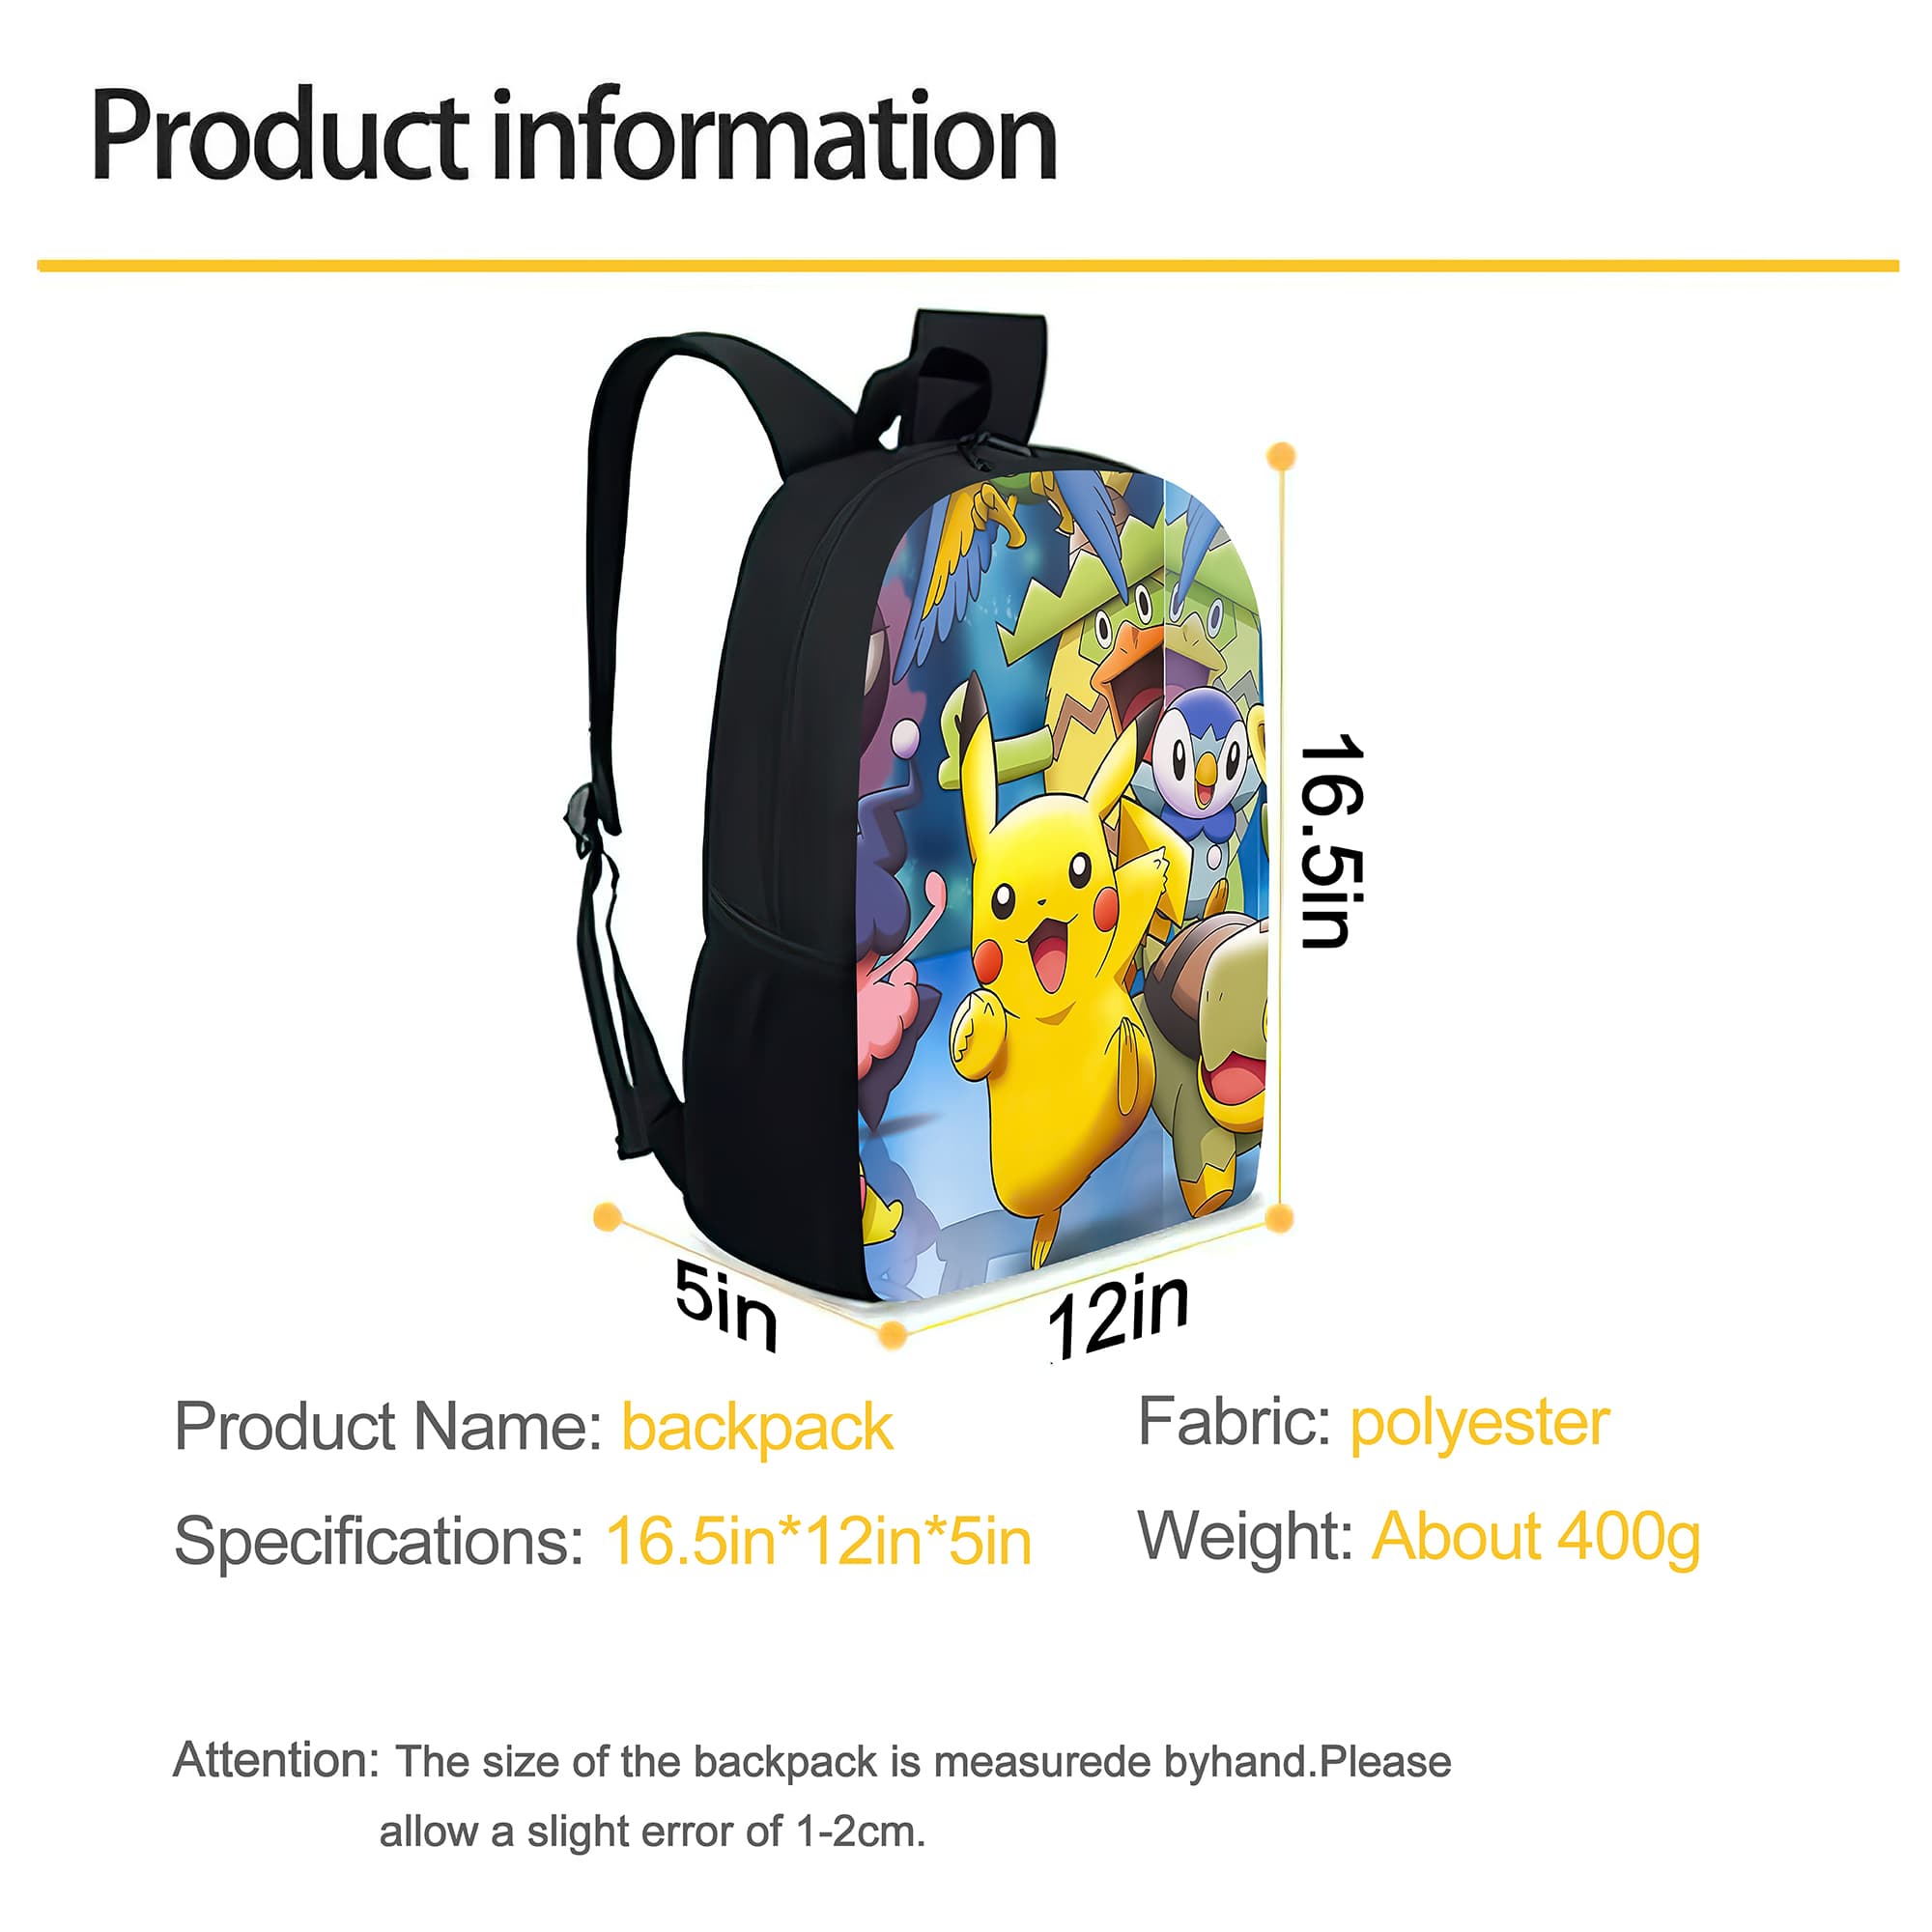 Product information
16.5in
5in
12in
Product Name: backpack
Fabric: polyester
Specifications: 16.5in*12in*5in
Weight: About 400g
Attention: The size of the backpack is measurede byhand.Please
allow a slight error of 1-2cm.